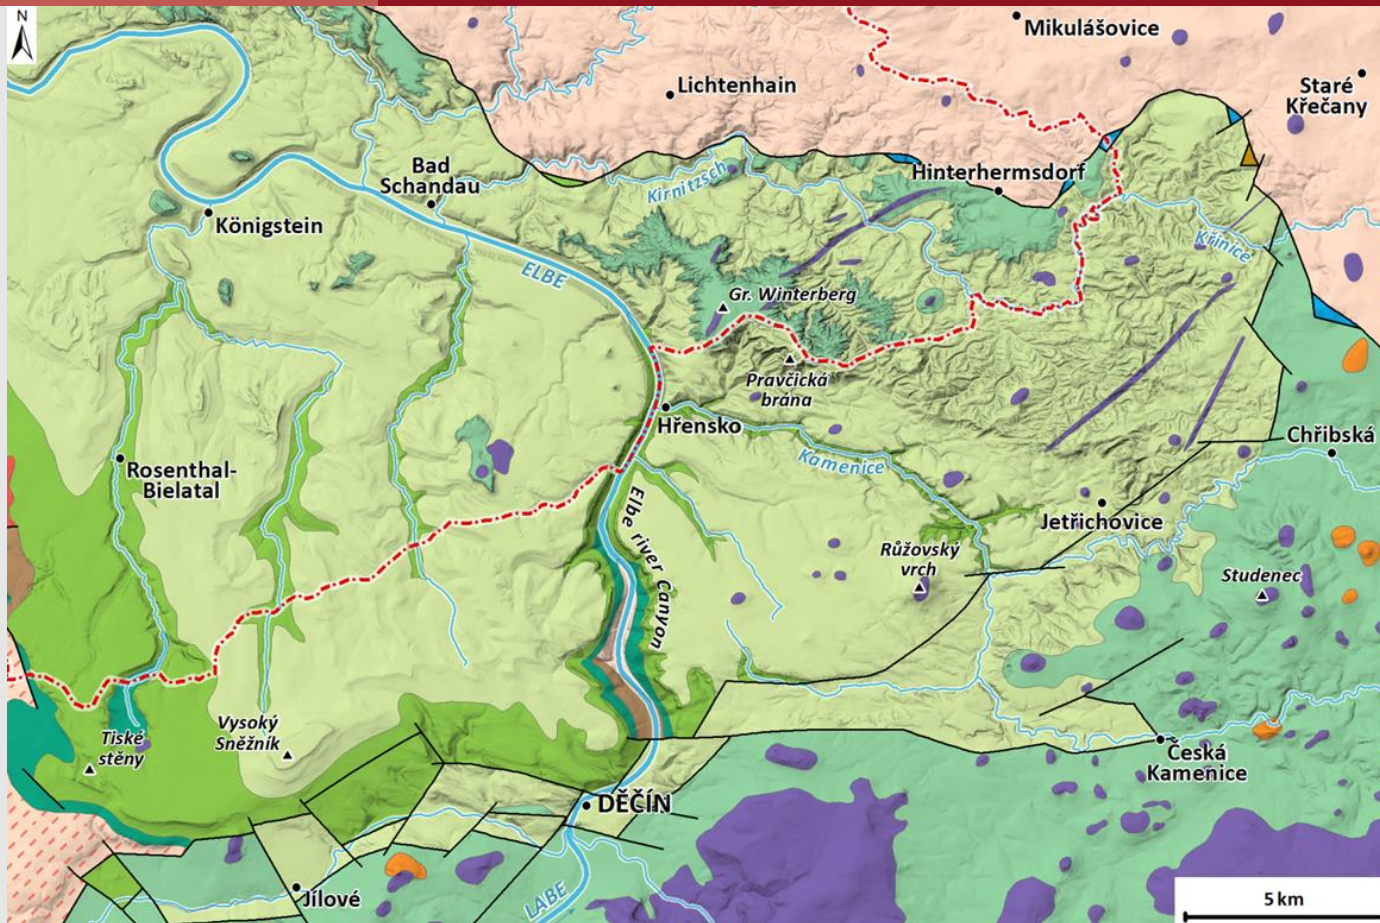 N
Mikulášovice
Lichtenhain
Staré
Křečany
Bad
Schandau
Kirnitzsch
Hinterhermsdorf
Königstein
Křinice
ELBE
Gr. Winterberg
Pravčická
brána
Hřensko
Chřibská
Kamenice
Rosenthal-
Bielatal
Elbe river Canyon
Jetřichovice
Růžovský
vrch
Studenec
Tiské
stěny
Vysoký
Sněžník
Česká
Kamenice
DĚČÍN
Jílové
LABE
5 km